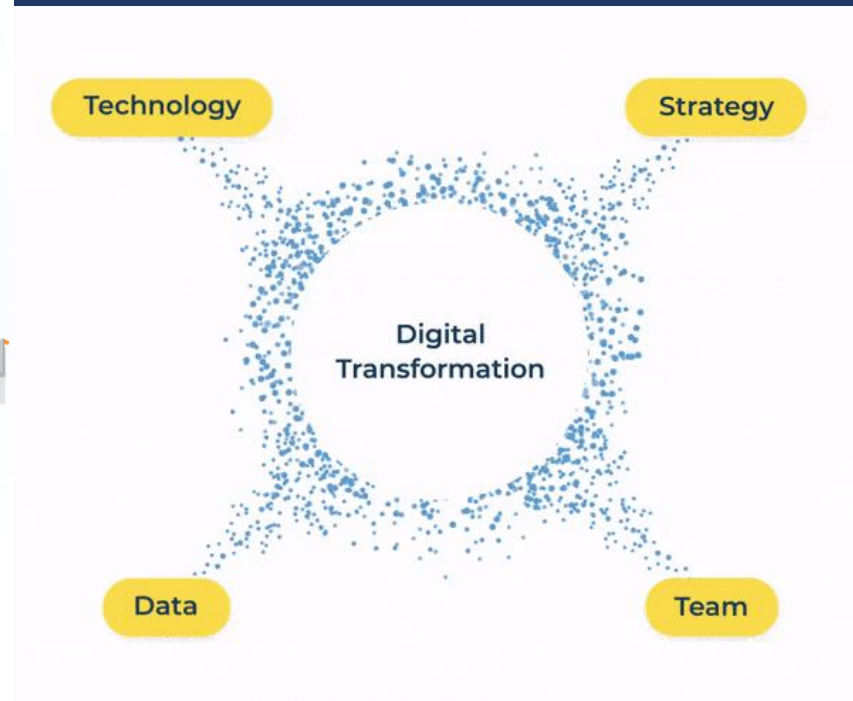 Technology
Strategy
Digital
Transformation
Data
Team